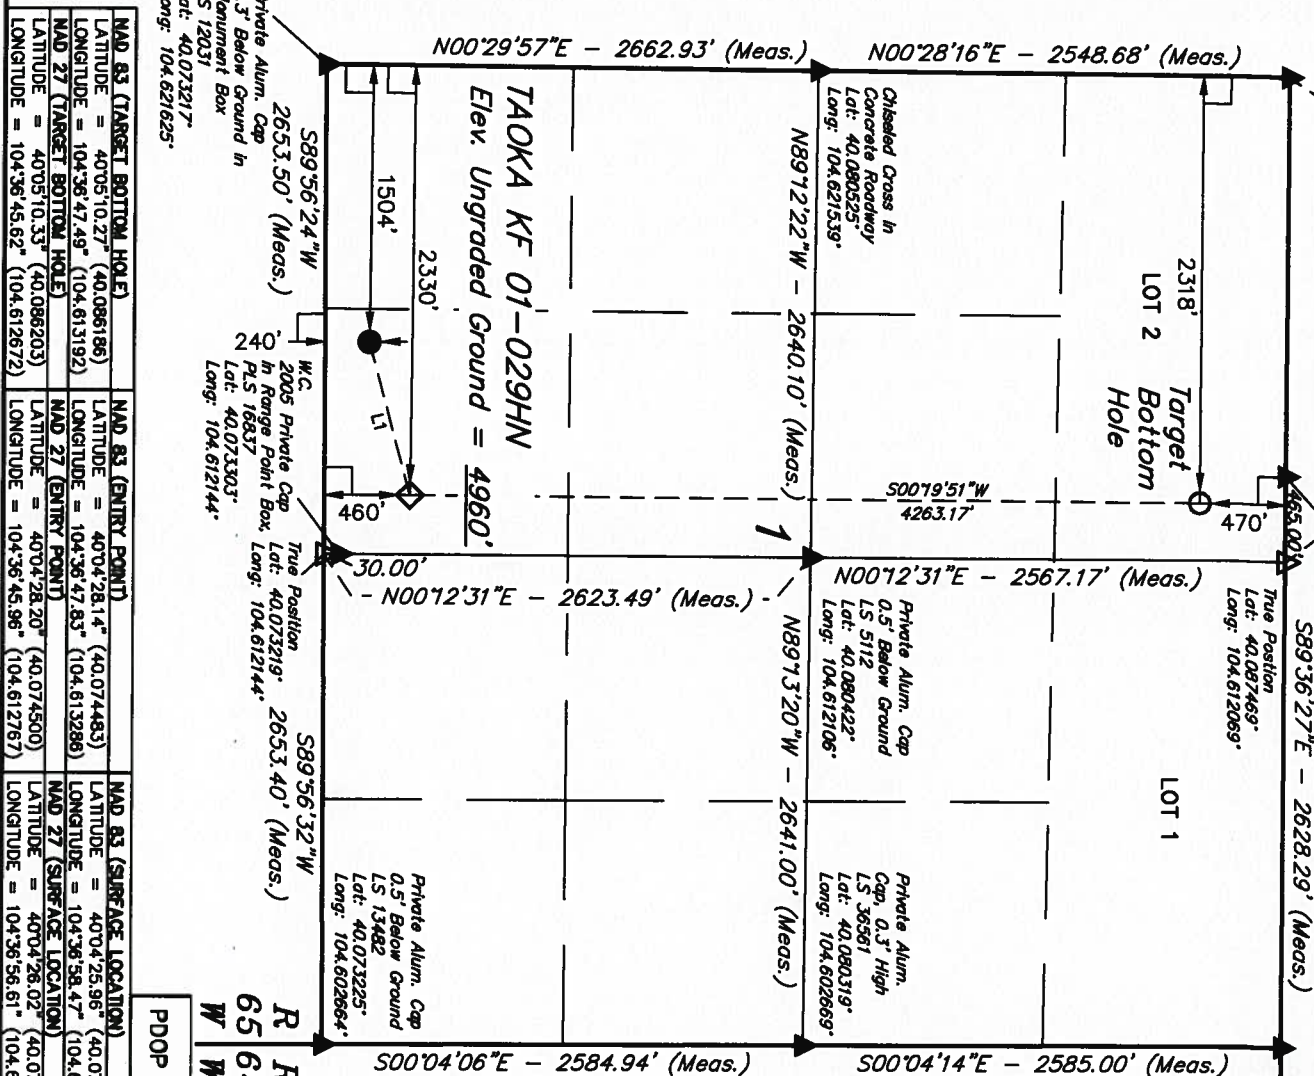 N00°29'57"E - 2662.93' (Meas.)
N00°28'16"E - 2548.68' (Meas.)
Private Alum. Cap
.3' Below Ground in
Monument Box
LS 12031
Lat: 40.073217°
Long: 104.621625°
S89°56'24"W
2653.50' (Meas.)
1504'
2330'
TAOKA KF 01-029HN
Elev. Ungraded Ground = 4960'
Chiseled Cross in
Concrete Roadway
Lat: 40.080525°
Long: 104.621539°
N89°12'22"W - 2640.10' (Meas.)
2318'
LOT 2
Target
Bottom
Hole
240'
L1
W.C.
2005 Private Cap
in Range Point Box,
PLS 16837
Lat: 40.073303°
Long: 104.612144°
460'
S00°19'51"W
4263.17'
1
470'
465.00'
True Position
Lat: 40.073219°
Long: 104.612144°
30.00'
- N00°12'31"E - 2623.49' (Meas.) -
N00°12'31"E - 2567.17' (Meas.)
True Postion
Lat: 40.087469°
Long: 104.612069°
S89°36'27"E - 2628.29' (Meas.)
Private Alum. Cap
0.5' Below Ground
LS 5112
Lat: 40.080422°
Long: 104.612106°
N89°13'20"W - 2641.00' (Meas.)
LOT 1
S89°56'32"W
2653.40' (Meas.)
Private Alum. Cap
0.5' Below Ground
LS 13482
Lat: 40.073225°
Long: 104.602664°
Private Alum.
Cap, 0.3' High
LS 36561
Lat: 40.080319°
Long: 104.602669°
S00°04'06"E - 2584.94' (Meas.)
S00°04'14"E - 2585.00' (Meas.)
R
65
W
PDOP
NAD 83 (TARGET BOTTOM HOLE)
LATITUDE = 40°05'10.27" (40.086186)
LONGITUDE = 104°36'47.49" (104.613192)
NAD 27 (TARGET BOTTOM HOLE)
LATITUDE = 40°05'10.33" (40.086203)
LONGITUDE = 104°36'45.62" (104.612672)
NAD 83 (ENTRY POINT)
LATITUDE = 40°04'28.14" (40.074483)
LONGITUDE = 104°36'47.83" (104.613286)
NAD 27 (ENTRY POINT)
LATITUDE = 40°04'28.20" (40.074500)
LONGITUDE = 104°36'45.96" (104.612767)
NAD 83 (SURFACE LOCATION)
LATITUDE = 40°04'25.96" (40.07
LONGITUDE = 104°36'58.47" (104.6
NAD 27 (SURFACE LOCATION)
LATITUDE = 40°04'26.02" (40.07
LONGITUDE = 104°36'56.61" (104.6